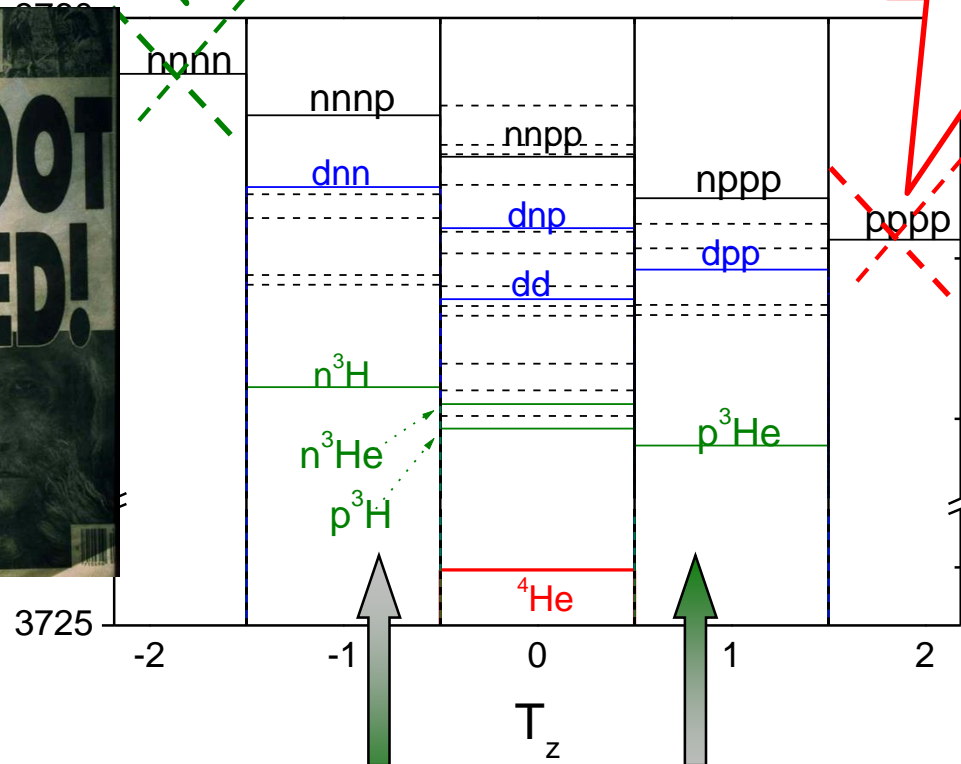 nnnn
nnnp
nnpp
dnn
nppp
dnp
pppp
dpp
dd
n³H
p³He
n³He
p³H
⁴He
3725
-2 -1 0 1 2
T_z
OOT
ED!